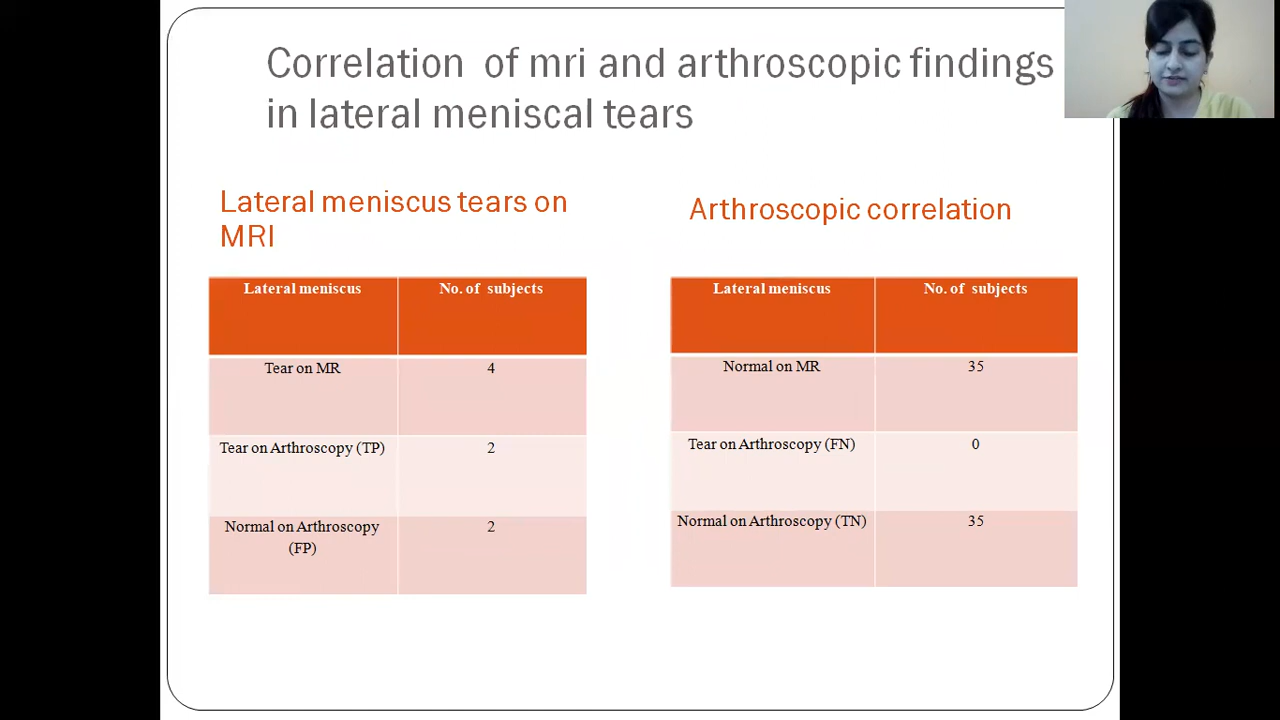 Correlation of mri and arthroscopic findings
in lateral meniscal tears
Lateral meniscus tears on
MRI
Lateral meniscus No. of subjects
Tear on MR 4
Tear on Arthroscopy (TP) 2
Normal on Arthroscopy 2
(FP)
Arthroscopic correlation
Lateral meniscus No. of subjects
Normal on MR 35
Tear on Arthroscopy (FN) 0
Normal on Arthroscopy (TN) 35